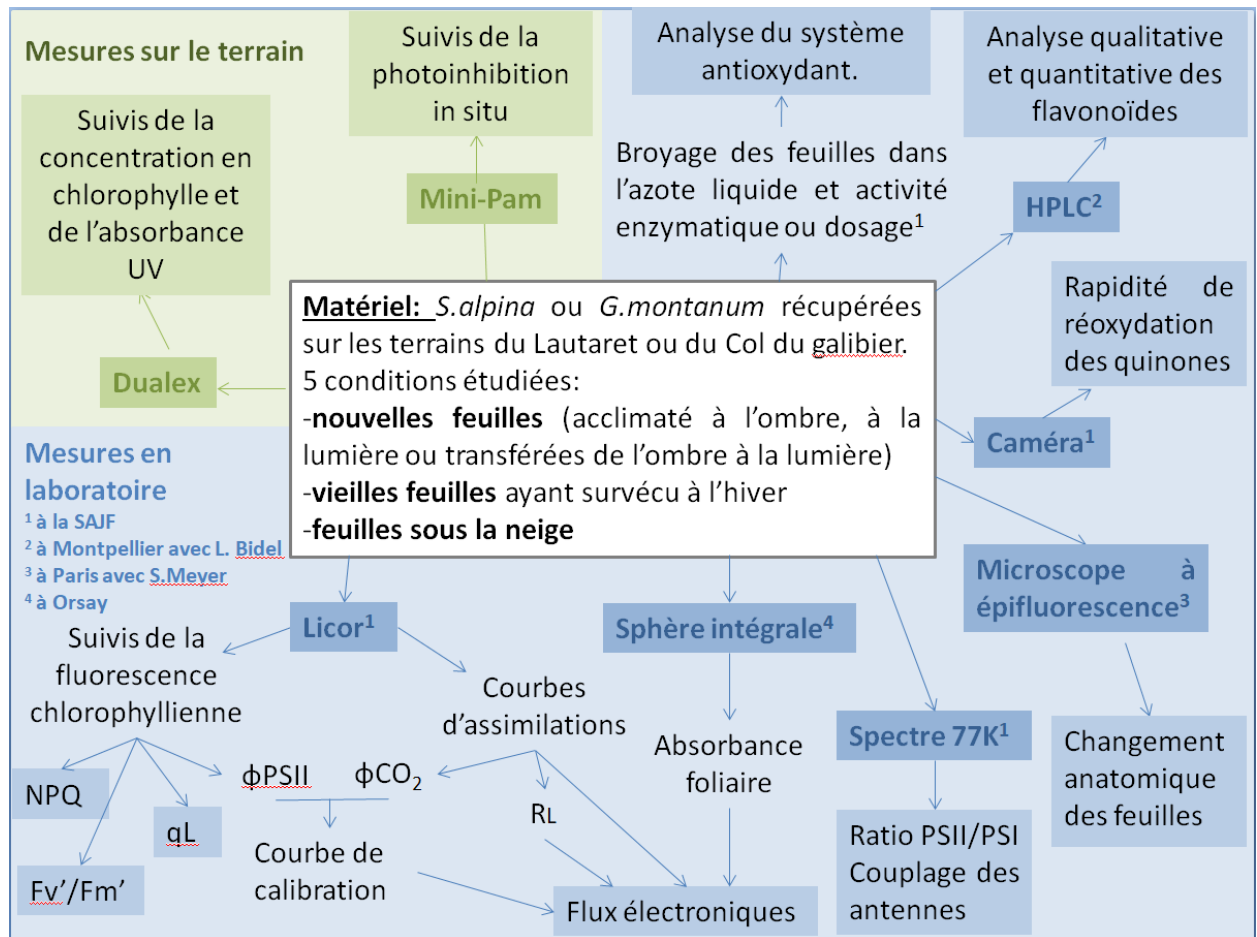 Mesures sur le terrain
Suivis de la
concentration en
chlorophylle et
de l'absorbance
UV
Dualex
Suivis de la
photoinhibition
in situ
Mini-Pam
Analyse du système
antioxydant.
Broyage des feuilles dans
l'azote liquide et activité
enzymatique ou dosage¹
Analyse qualitative
et quantitative des
flavonoïdes
HPLC²
Rapidité de
réoxydation
des quinones
Caméra¹
Matériel: S.alpina ou G.montanum récupérées
sur les terrains du Lautaret ou du Col du galibier.
5 conditions étudiées:
-nouvelles feuilles (acclimaté à l'ombre, à la
lumière ou transférées de l'ombre à la lumière)
-vieilles feuilles ayant survécu à l'hiver
-feuilles sous la neige
Mesures en
laboratoire
¹ à la SAJF
² à Montpellier avec L. Bidel
³ à Paris avec S.Meyer
⁴ à Orsay
Licor¹
Suivis de la
fluorescence
chlorophyllienne
NPQ
Fv'/Fm'
qL
ϕPSII
ϕCO₂
Courbe de
calibration
Courbes
d'assimilations
RL
Sphère intégrale⁴
Absorbance
foliaire
Flux électroniques
Spectre 77K¹
Ratio PSII/PSI
Couplage des
antennes
Microscope à
épifluorescence³
Changement
anatomique
des feuilles